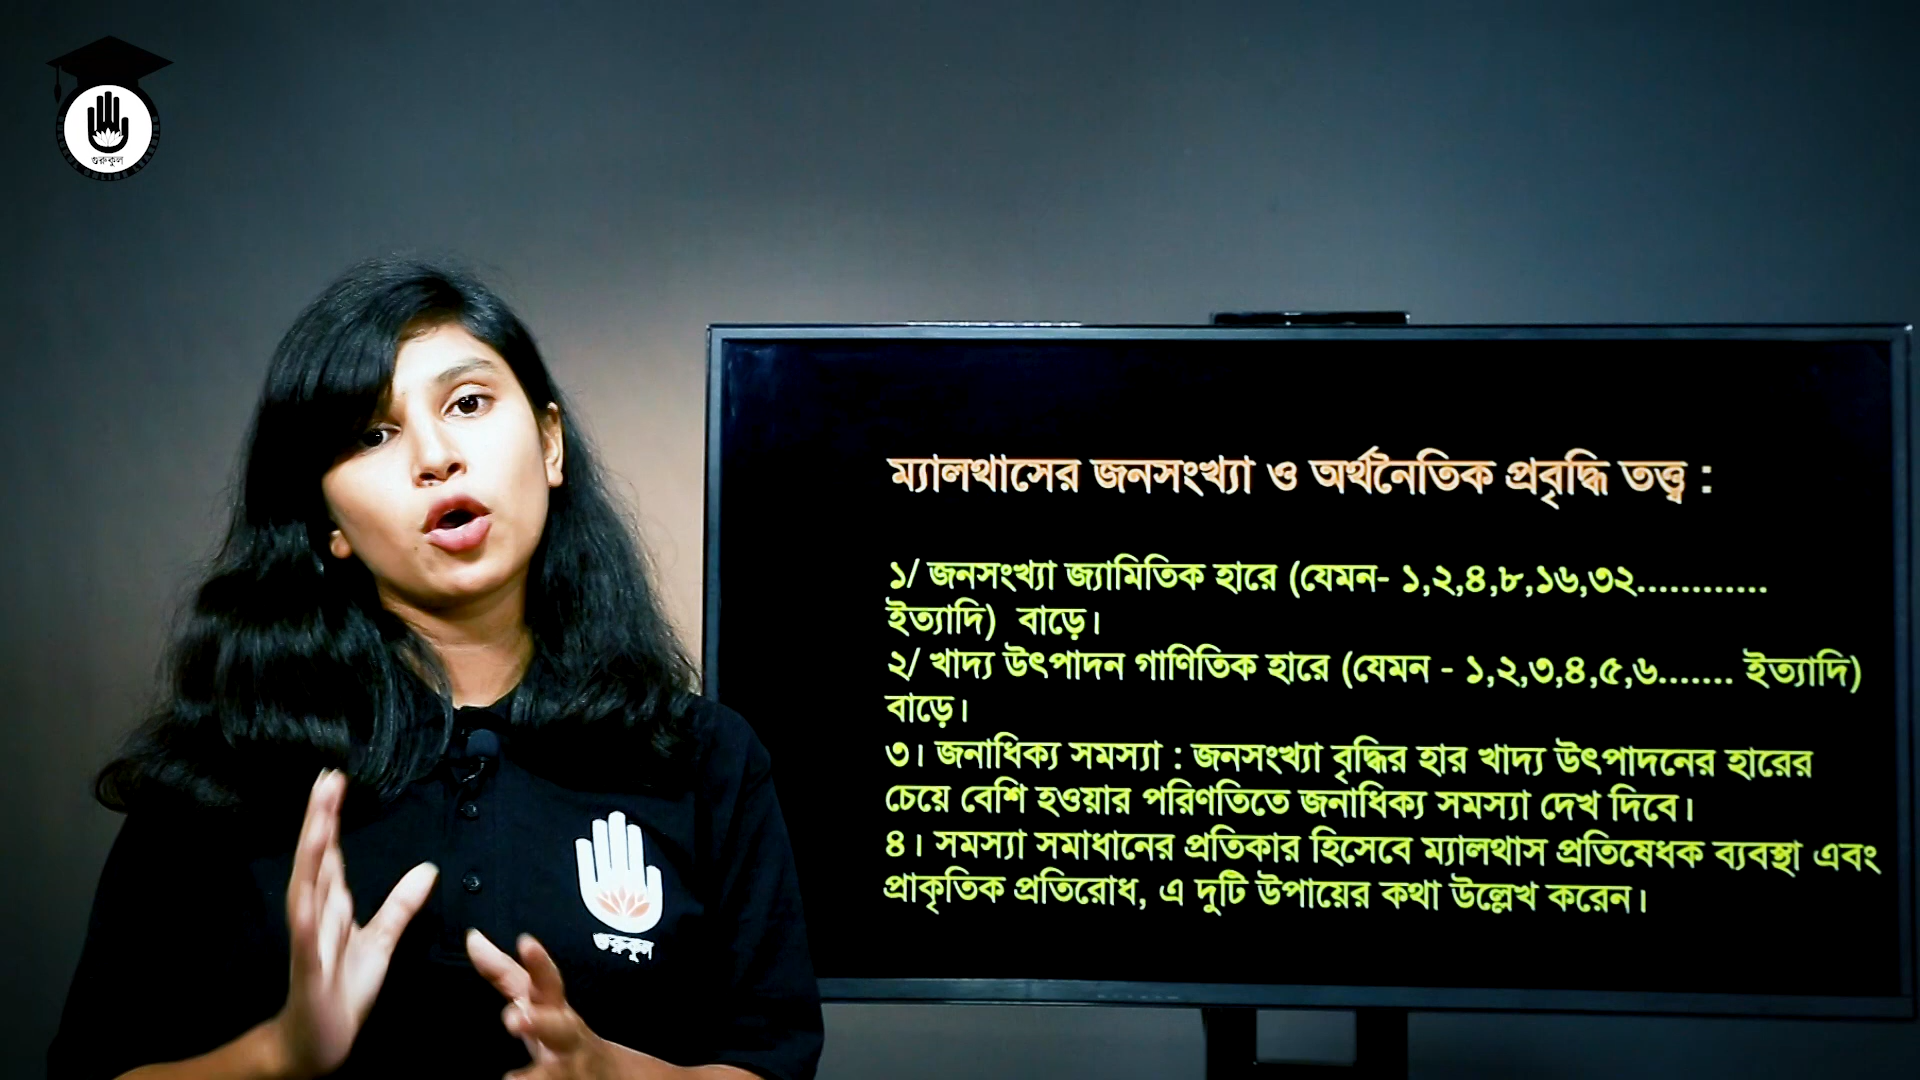 গুরুকুল
ম্যালথাসের জনসংখ্যা ও অর্থনৈতিক প্রবৃদ্ধি তত্ত্ব :
১/ জনসংখ্যা জ্যামিতিক হারে (যেমন- ১,২,৪,৮,১৬,৩২............
ইত্যাদি) বাড়ে।
২/ খাদ্য উৎপাদন গাণিতিক হারে (যেমন - ১,২,৩,৪,৫,৬....... ইত্যাদি)
বাড়ে।
৩। জনাধিক্য সমস্যা : জনসংখ্যা বৃদ্ধির হার খাদ্য উৎপাদনের হারের
চেয়ে বেশি হওয়ার পরিণতিতে জনাধিক্য সমস্যা দেখ দিবে।
৪। সমস্যা সমাধানের প্রতিকার হিসেবে ম্যালথাস প্রতিষেধক ব্যবস্থা এবং
প্রাকৃতিক প্রতিরোধ, এ দুটি উপায়ের কথা উল্লেখ করেন।
গুরুকুল